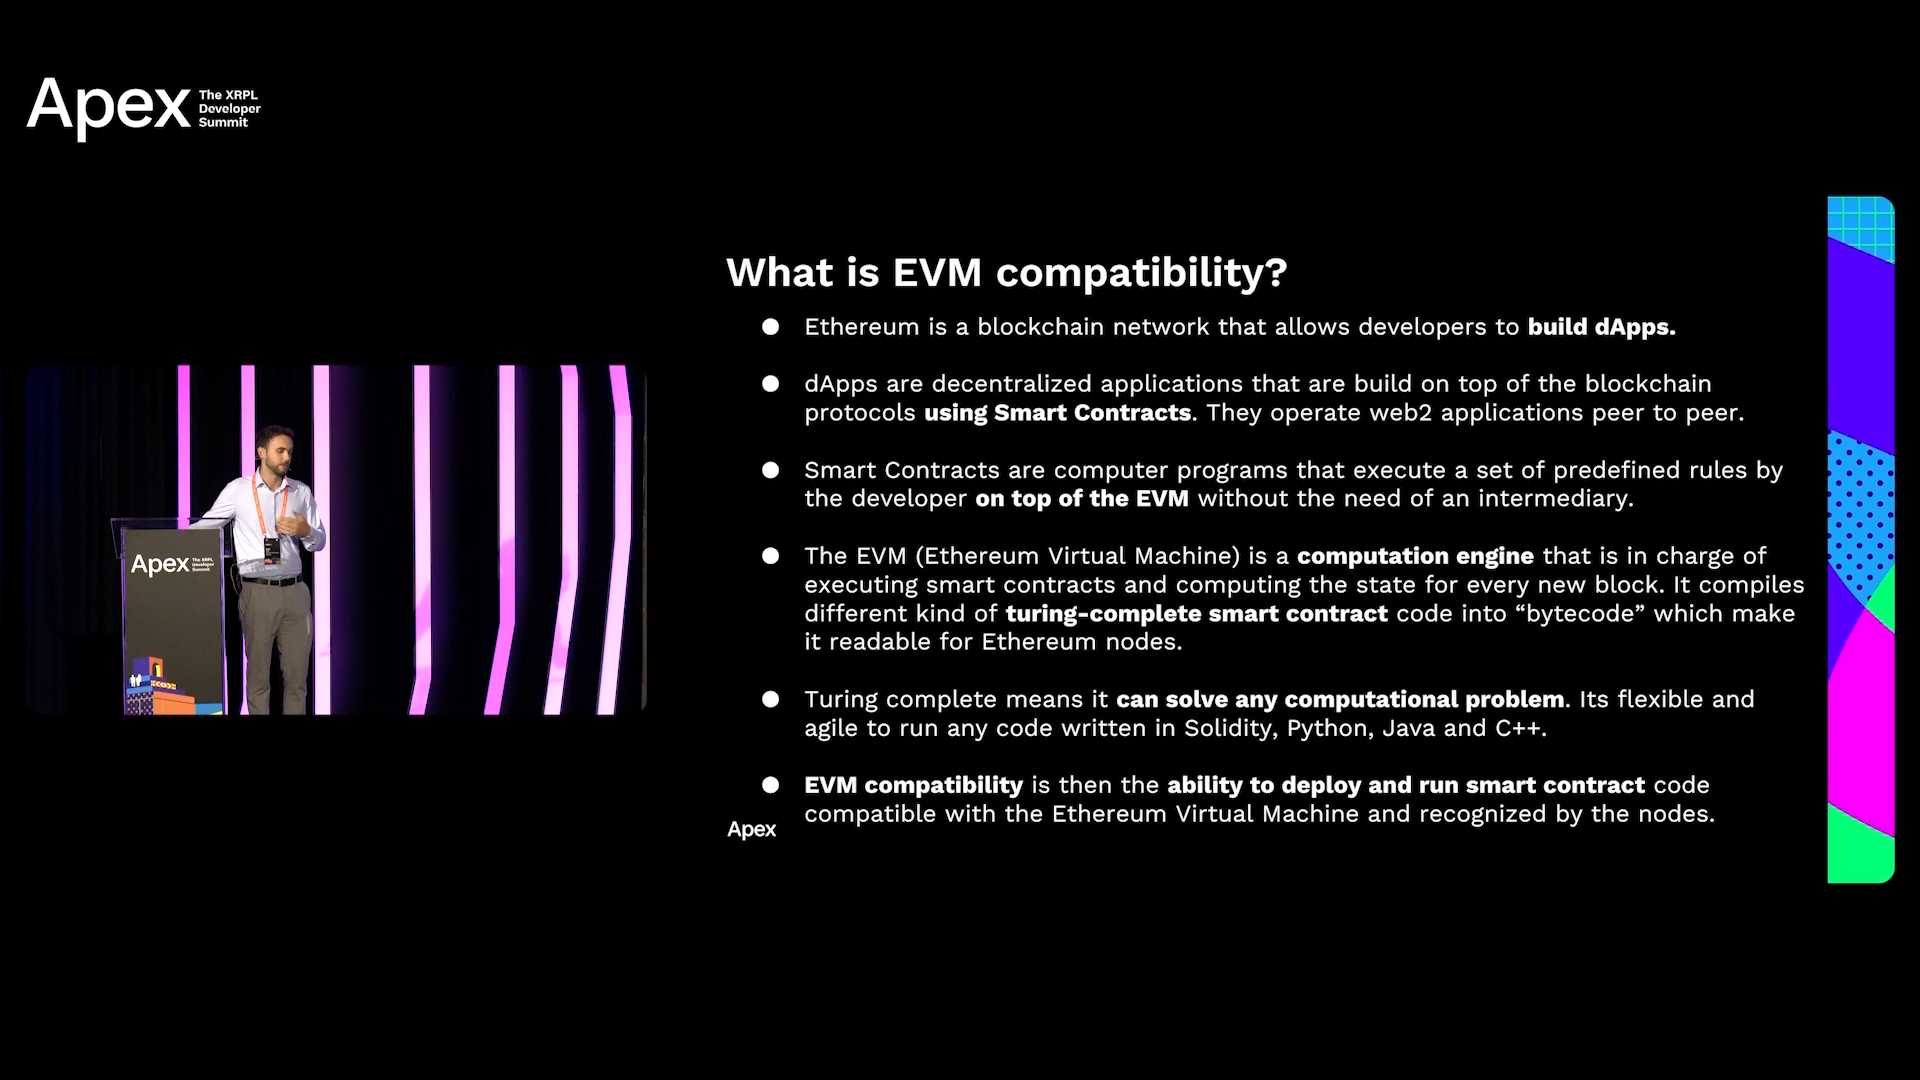 Apex
The XRPL
Developer
Summit
What is EVM compatibility?
● Ethereum is a blockchain network that allows developers to build dApps.
● dApps are decentralized applications that are build on top of the blockchain
protocols using Smart Contracts. They operate web2 applications peer to peer.
● Smart Contracts are computer programs that execute a set of predefined rules by
the developer on top of the EVM without the need of an intermediary.
● The EVM (Ethereum Virtual Machine) is a computation engine that is in charge of
executing smart contracts and computing the state for every new block. It compiles
different kind of turing-complete smart contract code into “bytecode” which make
it readable for Ethereum nodes.
● Turing complete means it can solve any computational problem. Its flexible and
agile to run any code written in Solidity, Python, Java and C++.
● EVM compatibility is then the ability to deploy and run smart contract code
compatible with the Ethereum Virtual Machine and recognized by the nodes.
Apex
Apex
The XRPL
Developer
Summit